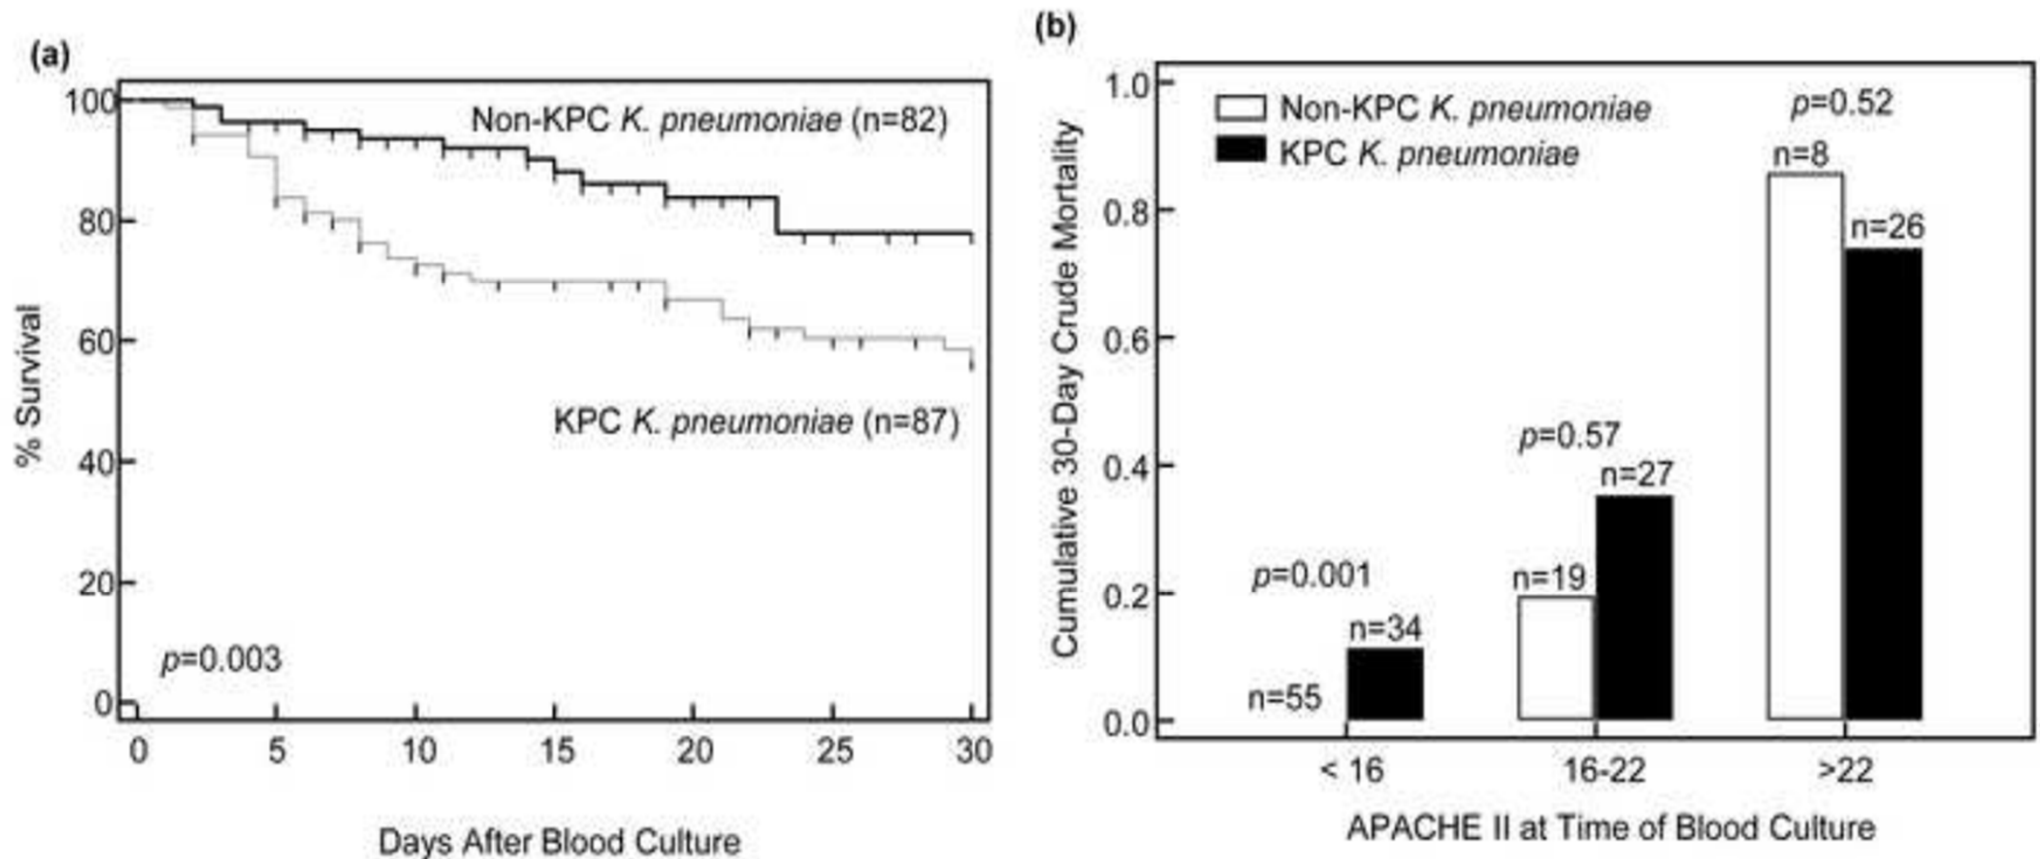 (a)
100
80
60
40
20
0
% Survival
Non-KPC K. pneumoniae (n=82)
KPC K. pneumoniae (n=87)
p=0.003
0 5 10 15 20 25 30
Days After Blood Culture
(b)
1.0
0.8
0.6
0.4
0.2
0.0
Cumulative 30-Day Crude Mortality
Non-KPC K. pneumoniae
KPC K. pneumoniae
p=0.52
n=8
n=26
p=0.57
n=27
n=19
p=0.001
n=34
n=55
< 16 16-22 >22
APACHE II at Time of Blood Culture